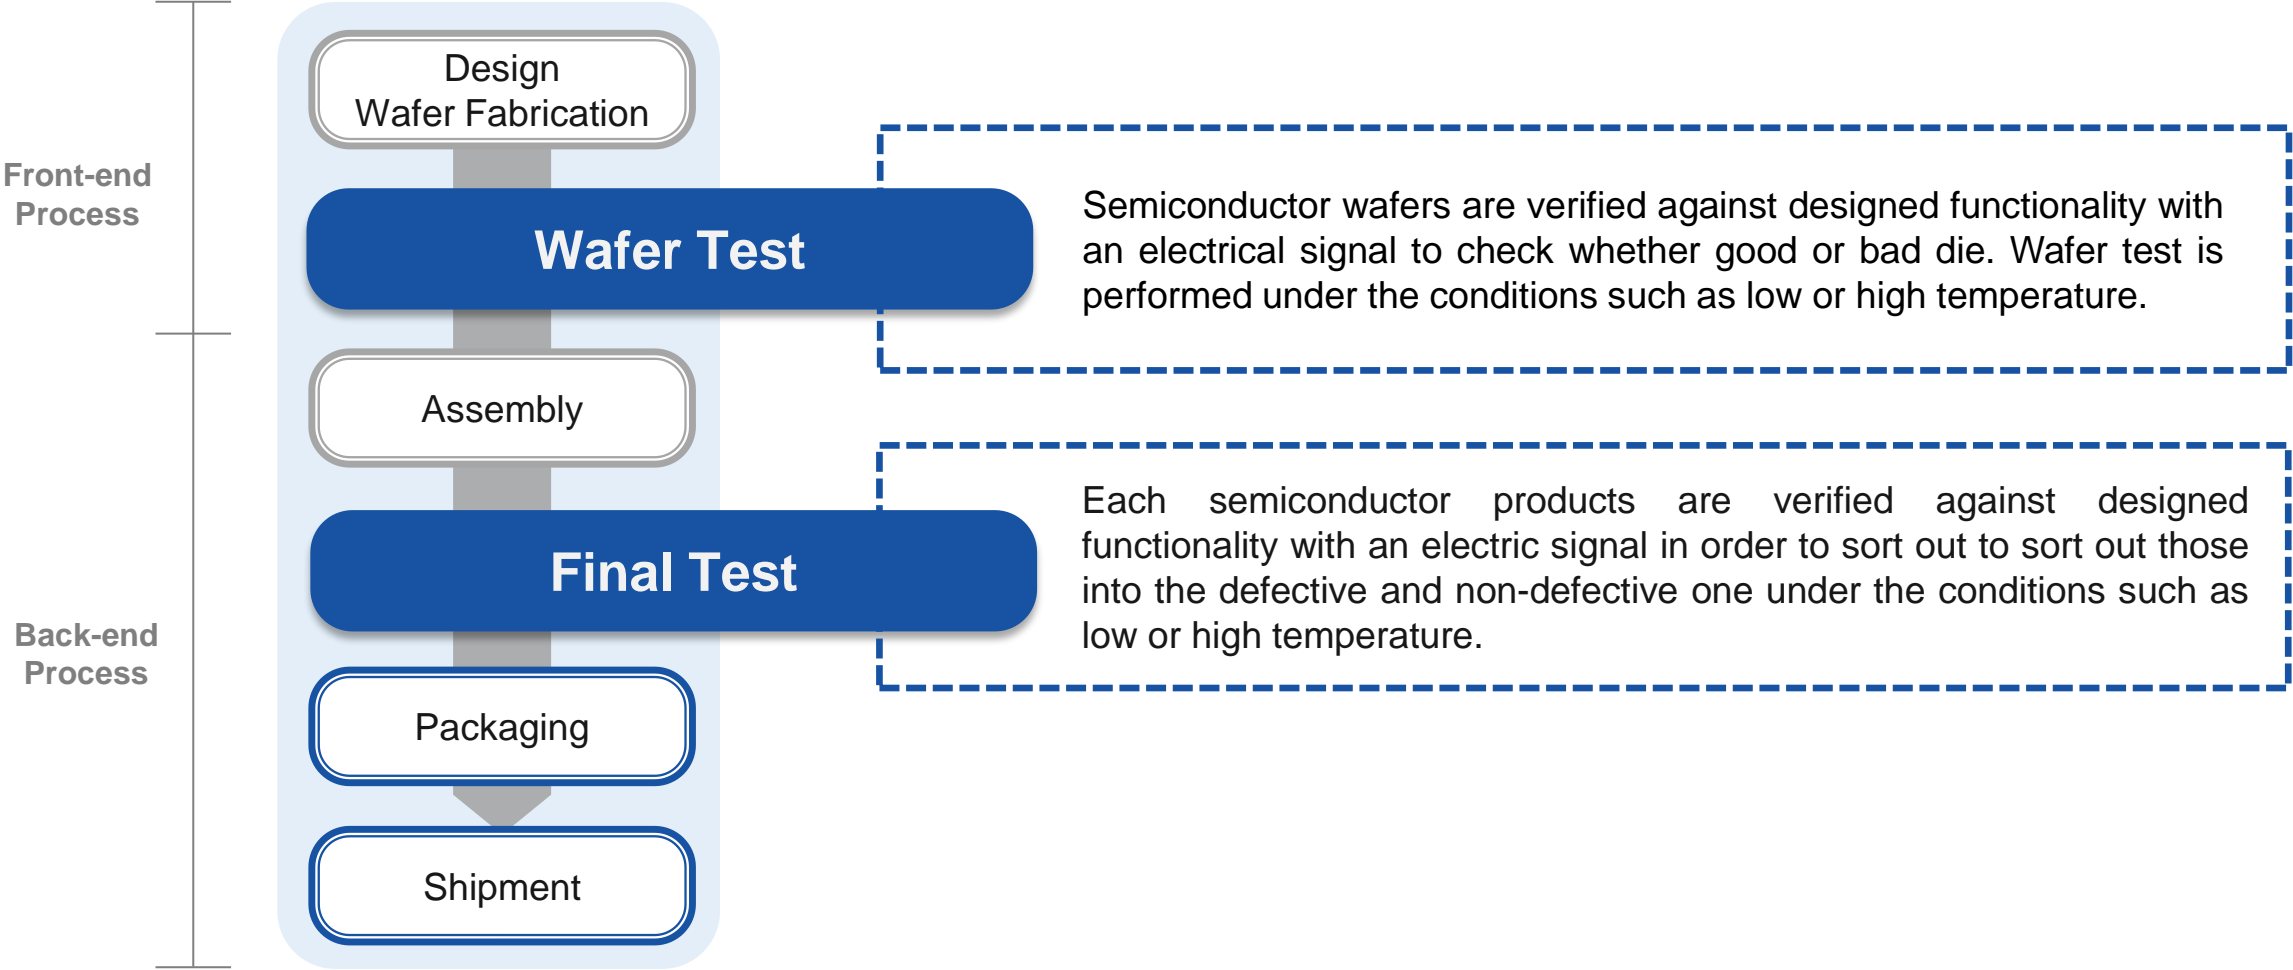 Design
Wafer Fabrication
Front-end
Process
Wafer Test
Semiconductor wafers are verified against designed functionality with
an electrical signal to check whether good or bad die. Wafer test is
performed under the conditions such as low or high temperature.
Assembly
Final Test
Each semiconductor products are verified against designed
functionality with an electric signal in order to sort out to sort out those
into the defective and non-defective one under the conditions such as
low or high temperature.
Back-end
Process
Packaging
Shipment